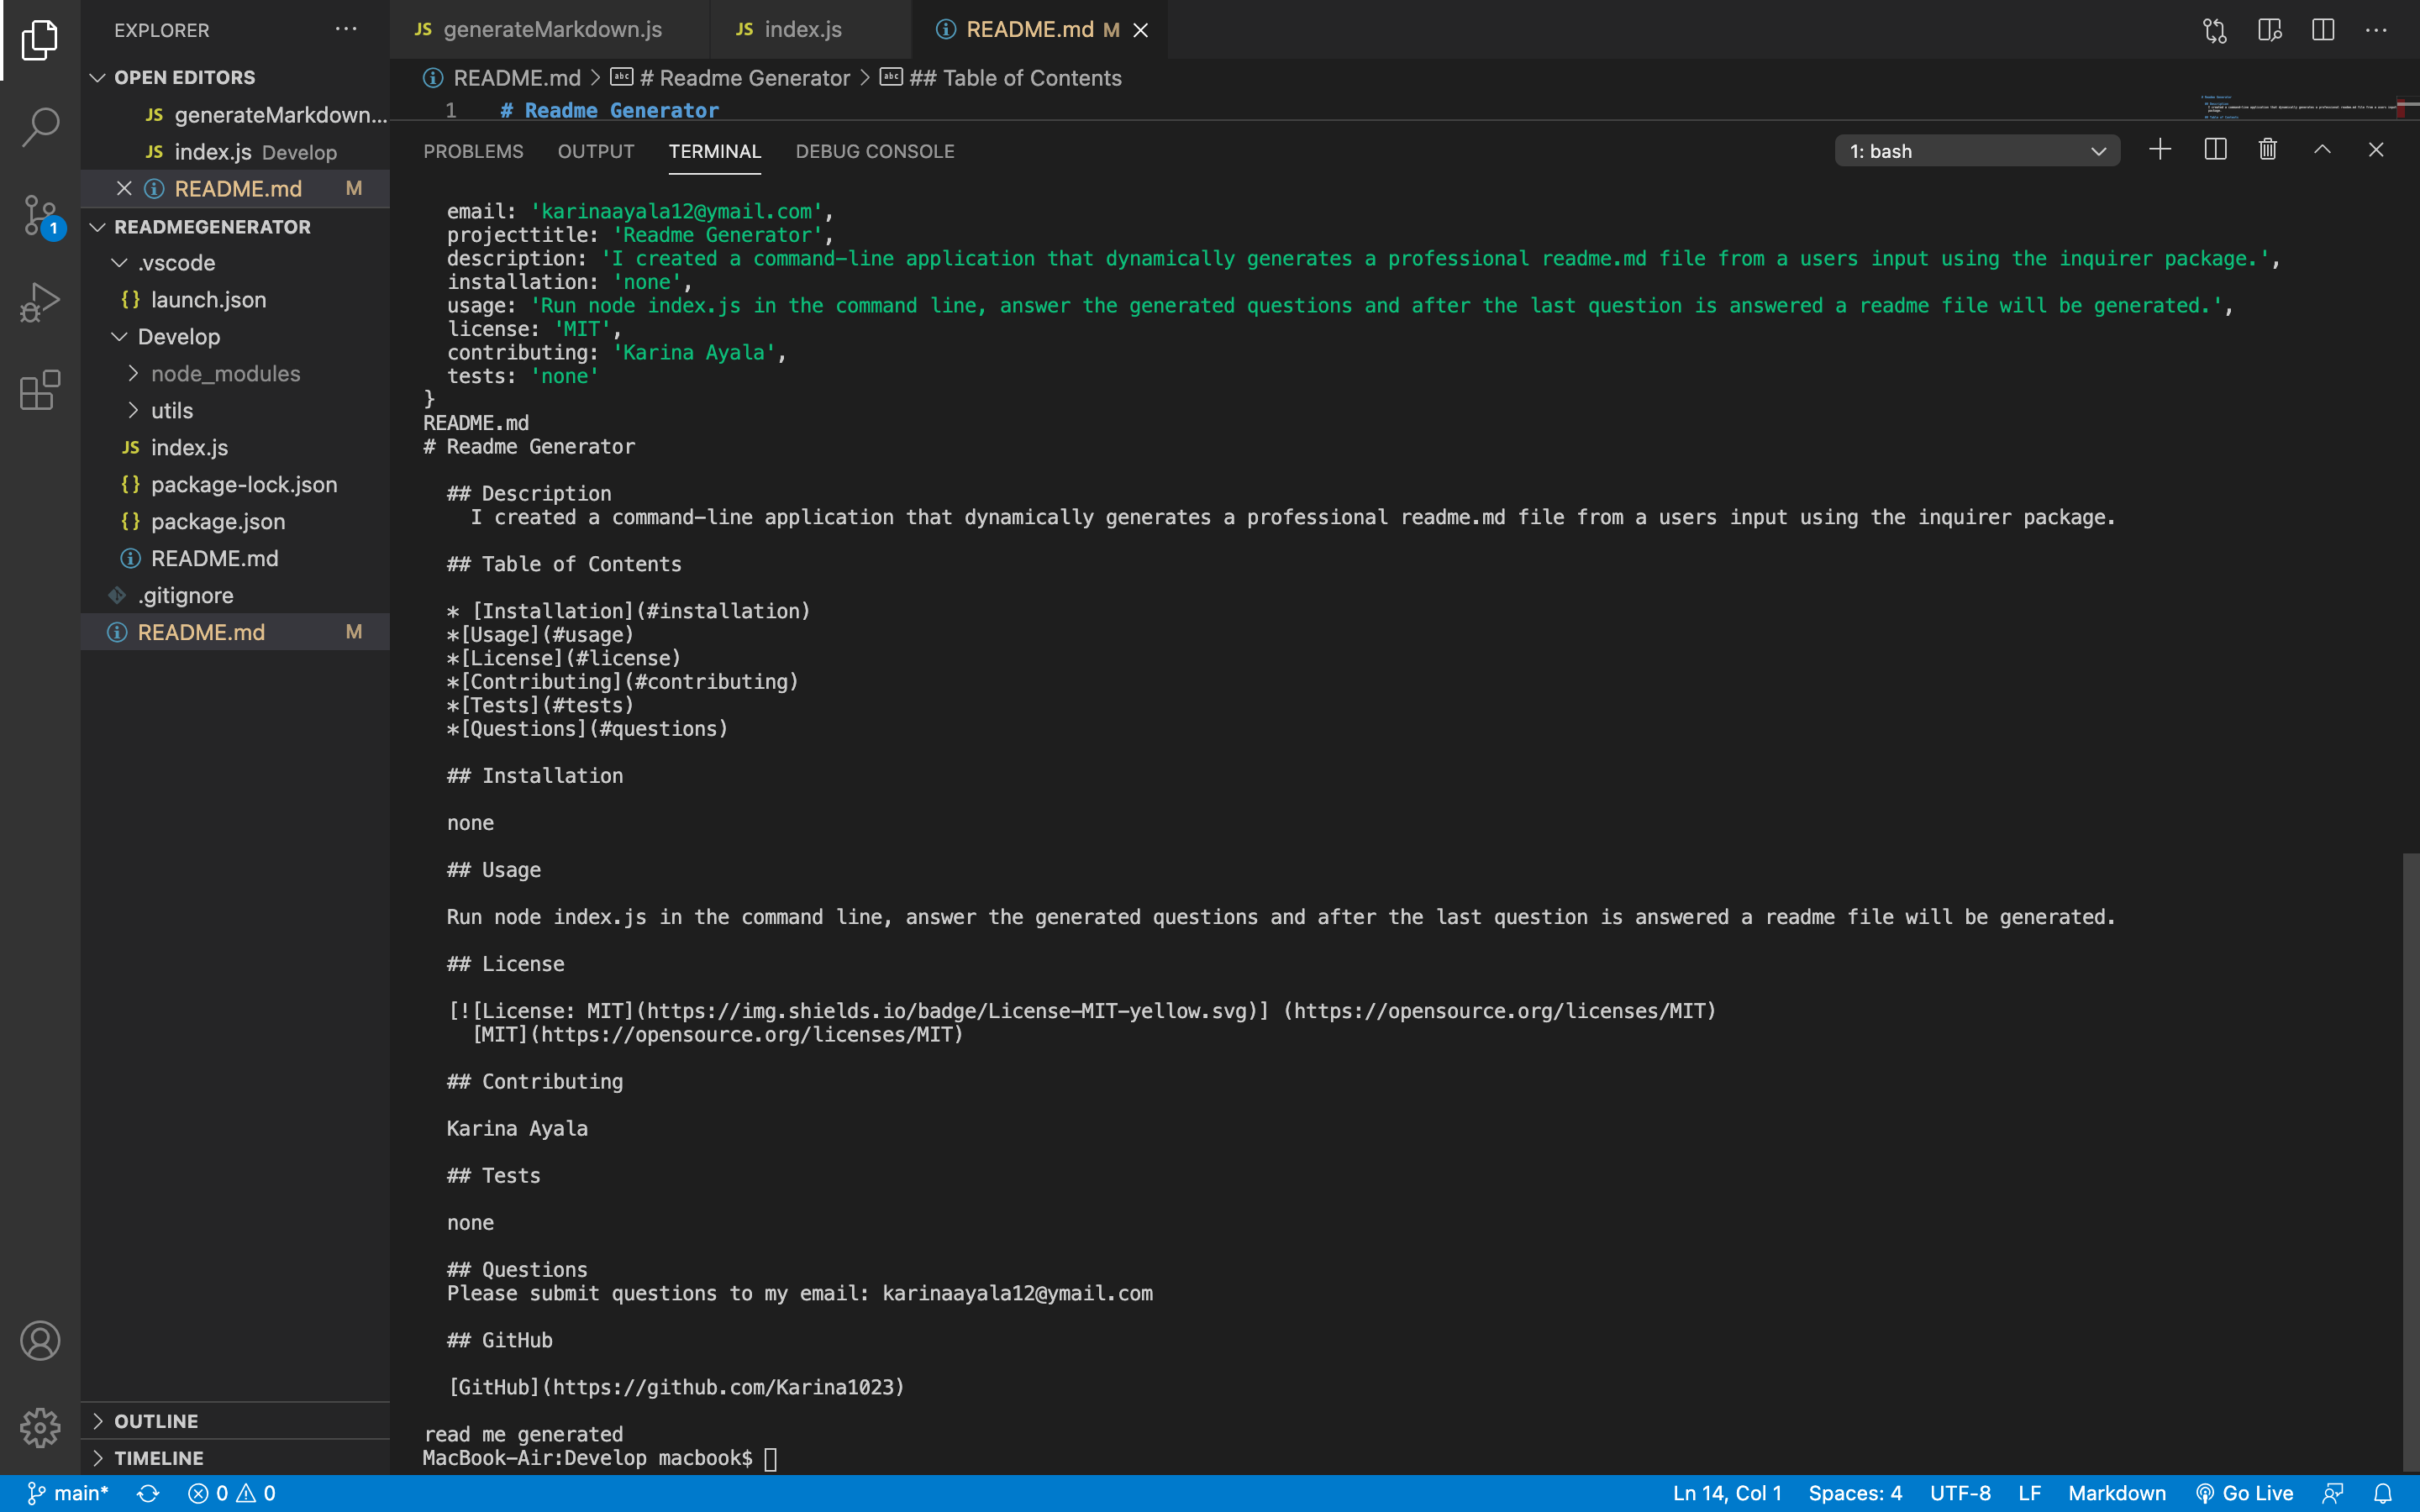 EXPLORER
OPEN EDITORS
JS generateMarkdown...
JS index.js Develop
README.md M
READMEGENERATOR
.vscode
{} launch.json
Develop
node_modules
utils
JS index.js
{} package-lock.json
{} package.json
README.md
.gitignore
README.md M
OUTLINE
TIMELINE
1
JS generateMarkdown.js
JS index.js
README.md M
README.md > # Readme Generator > ## Table of Contents
1 # Readme Generator
PROBLEMS OUTPUT TERMINAL DEBUG CONSOLE
1: bash
email: 'karinaayala12@ymail.com',
projecttitle: 'Readme Generator',
description: 'I created a command-line application that dynamically generates a professional readme.md file from a users input using the inquirer package.',
installation: 'none',
usage: 'Run node index.js in the command line, answer the generated questions and after the last question is answered a readme file will be generated.',
license: 'MIT',
contributing: 'Karina Ayala',
tests: 'none'
}
README.md
# Readme Generator
## Description
I created a command-line application that dynamically generates a professional readme.md file from a users input using the inquirer package.
## Table of Contents
* [Installation](#installation)
*[Usage](#usage)
*[License](#license)
*[Contributing](#contributing)
*[Tests](#tests)
*[Questions](#questions)
## Installation
none
## Usage
Run node index.js in the command line, answer the generated questions and after the last question is answered a readme file will be generated.
## License
[![License: MIT](https://img.shields.io/badge/License-MIT-yellow.svg)] (https://opensource.org/licenses/MIT)
[MIT](https://opensource.org/licenses/MIT)
## Contributing
Karina Ayala
## Tests
none
## Questions
Please submit questions to my email: karinaayala12@ymail.com
## GitHub
[GitHub](https://github.com/Karina1023)
read me generated
MacBook-Air:Develop macbook$
main* 0 0
Ln 14, Col 1 Spaces: 4 UTF-8 LF Markdown Go Live